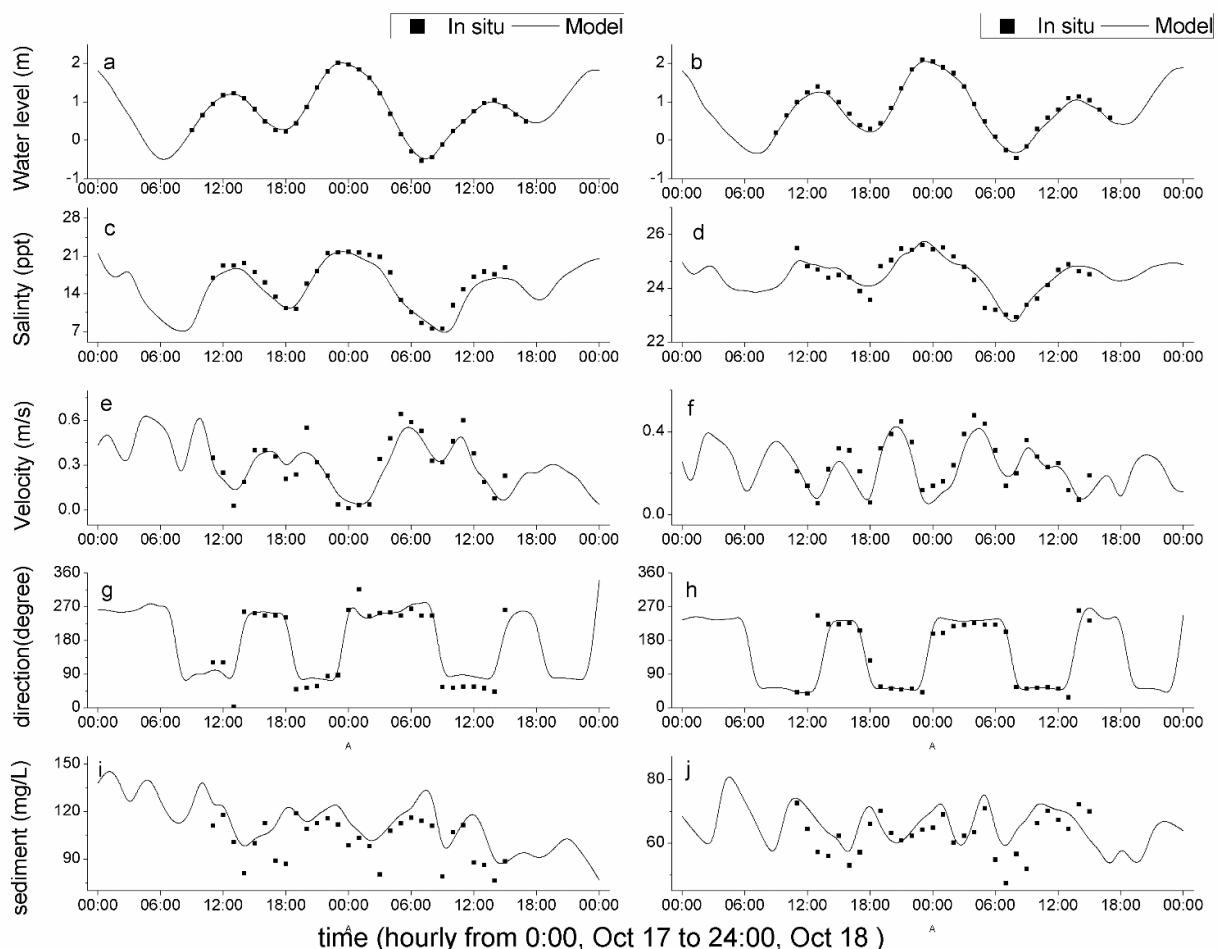 In situ Model In situ Model
Water level (m)
a
b
2
1
0
-1
2
1
0
-1
00:00 06:00 12:00 18:00 00:00 06:00 12:00 18:00 00:00
00:00 06:00 12:00 18:00 00:00 06:00 12:00 18:00 00:00
Salinty (ppt)
c
d
28
21
14
7
26
24
22
00:00 06:00 12:00 18:00 00:00 06:00 12:00 18:00 00:00
00:00 06:00 12:00 18:00 00:00 06:00 12:00 18:00 00:00
Velocity (m/s)
e
f
0.6
0.3
0.0
0.4
0.0
00:00 06:00 12:00 18:00 00:00 06:00 12:00 18:00 00:00
00:00 06:00 12:00 18:00 00:00 06:00 12:00 18:00 00:00
direction(degree)
g
h
360
270
180
90
0
360
270
180
90
0
00:00 06:00 12:00 18:00 00:00 06:00 12:00 18:00 00:00
00:00 06:00 12:00 18:00 00:00 06:00 12:00 18:00 00:00
A
A
sediment (mg/L)
i
j
150
120
90
80
60
00:00 06:00 12:00 18:00 00:00 06:00 12:00 18:00 00:00
00:00 06:00 12:00 18:00 00:00 06:00 12:00 18:00 00:00
A
A
time (hourly from 0:00, Oct 17 to 24:00, Oct 18 )